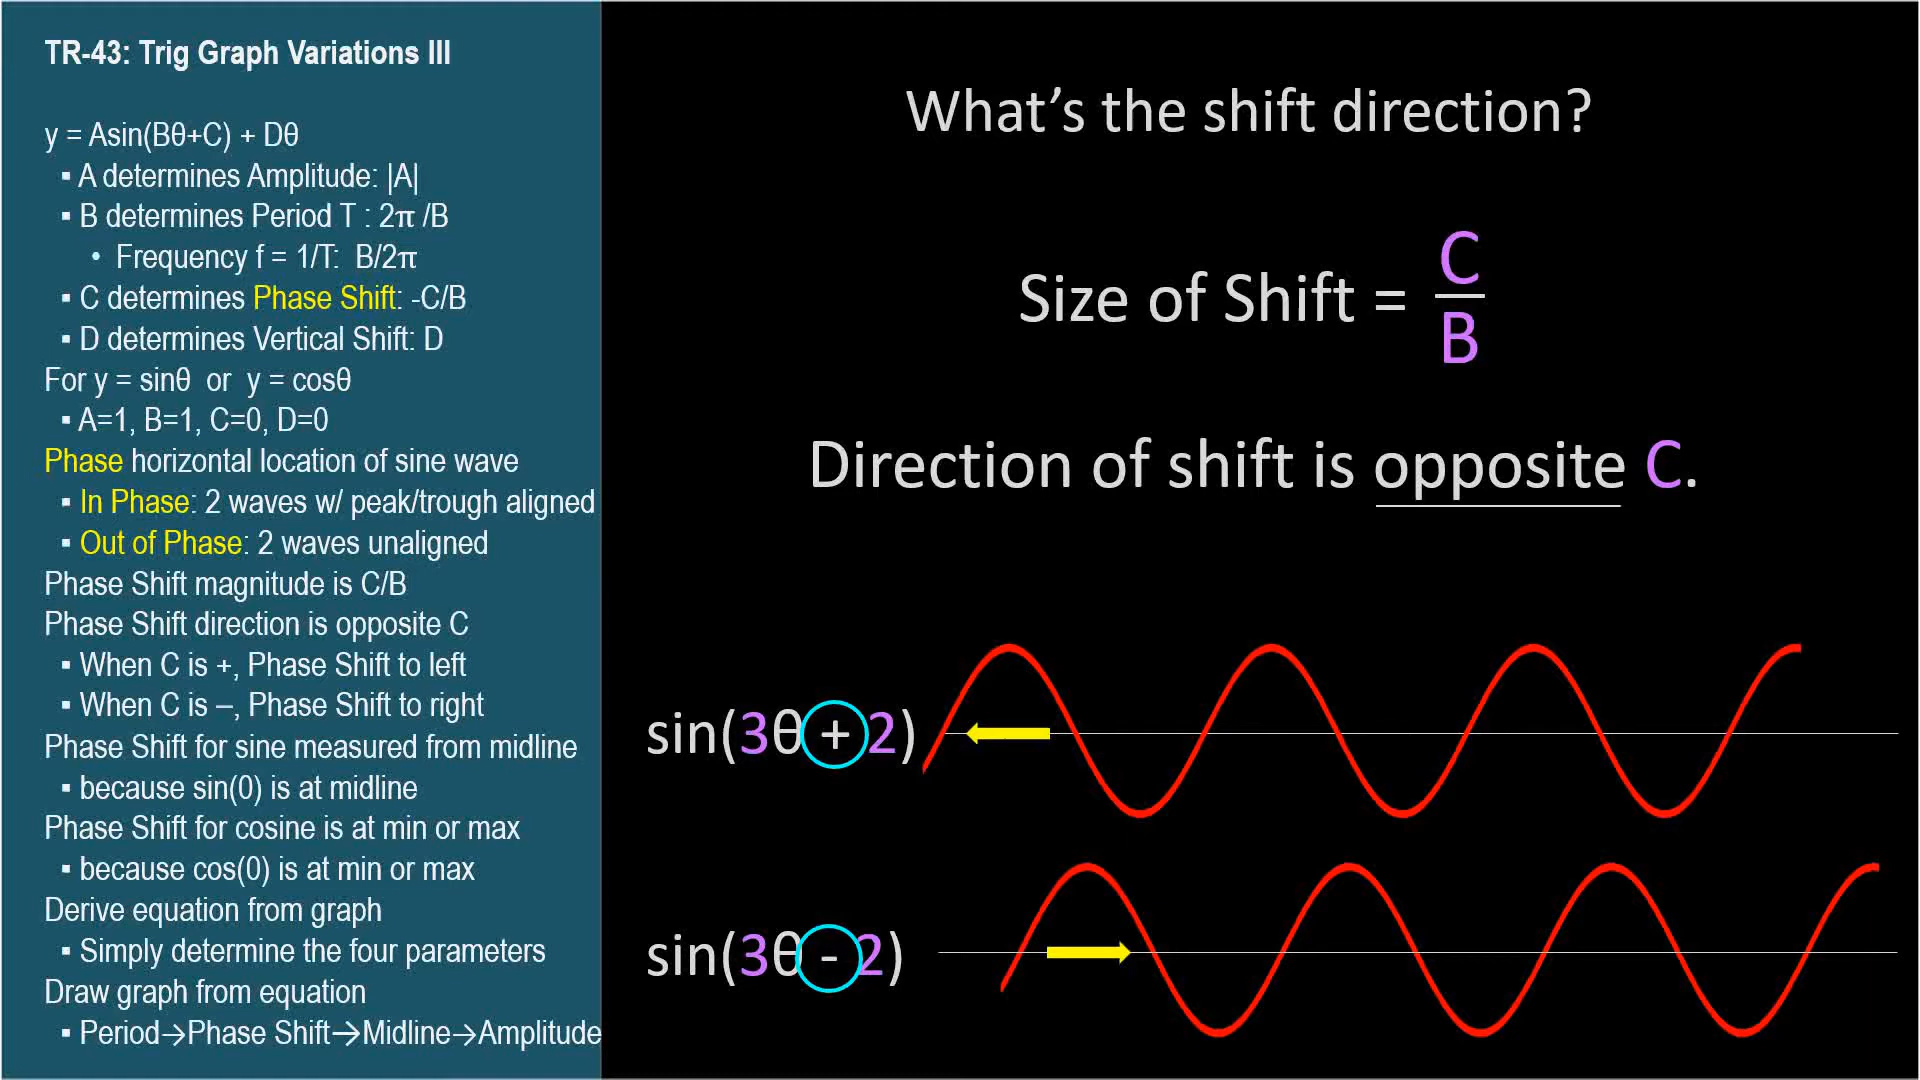 TR-43: Trig Graph Variations III
y = Asin(Bθ+C) + Dθ
▪ A determines Amplitude: |A|
▪ B determines Period T : 2π /B
• Frequency f = 1/T: B/2π
▪ C determines Phase Shift: -C/B
▪ D determines Vertical Shift: D
For y = sinθ or y = cosθ
▪ A=1, B=1, C=0, D=0
Phase horizontal location of sine wave
▪ In Phase: 2 waves w/ peak/trough aligned
▪ Out of Phase: 2 waves unaligned
Phase Shift magnitude is C/B
Phase Shift direction is opposite C
▪ When C is +, Phase Shift to left
▪ When C is –, Phase Shift to right
Phase Shift for sine measured from midline
▪ because sin(0) is at midline
Phase Shift for cosine is at min or max
▪ because cos(0) is at min or max
Derive equation from graph
▪ Simply determine the four parameters
Draw graph from equation
▪ Period→Phase Shift→Midline→Amplitude
What's the shift direction?
Size of Shift = C/B
Direction of shift is opposite C.
sin(3θ + 2)
sin(3θ - 2)